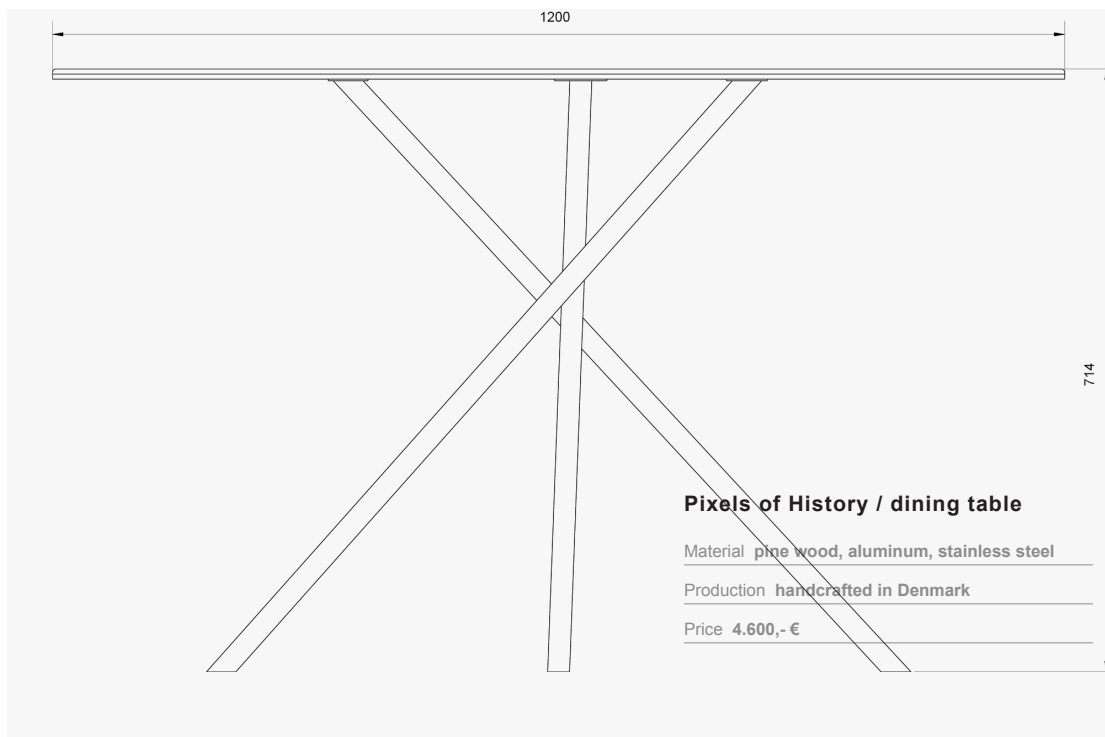 1200
714
Pixels of History / dining table
Material pine wood, aluminum, stainless steel
Production handcrafted in Denmark
Price 4.600,- €